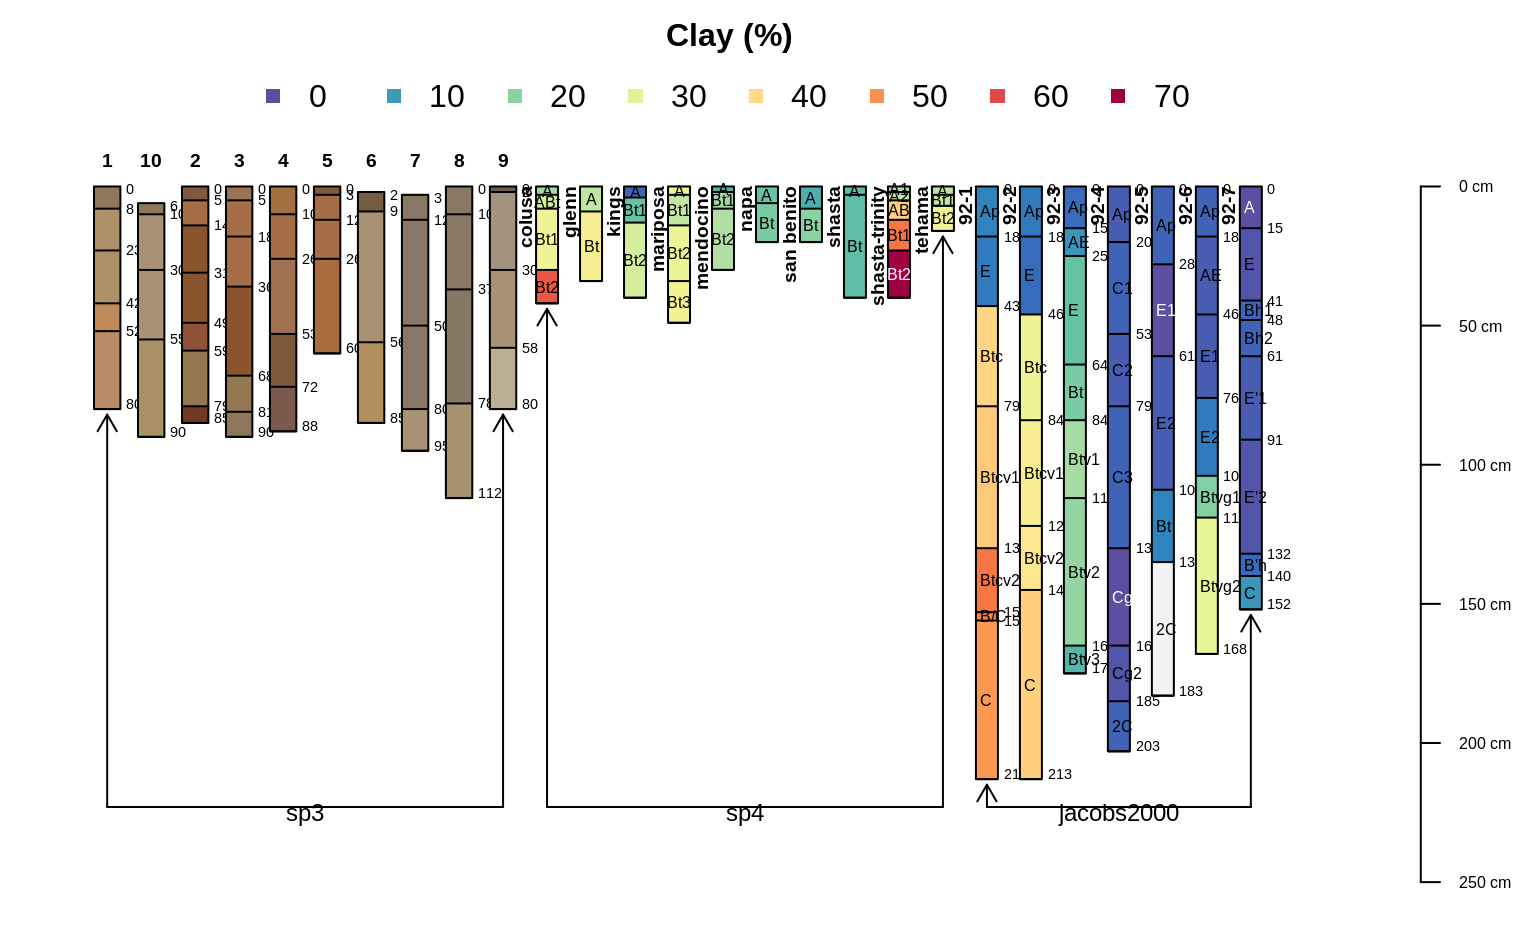 Clay (%)
0 10 20 30 40 50 60 70
1 10 2 3 4 5 6 7 8 9
colusa glenn kings mariposa mendocino napa san benito shasta shasta-trinity tehama
92-1 92-2 92-3 92-4 92-5 92-6 92-7
0 8 23 42 52 80
6 10 30 55 90
0 5 14 31 49 59 79 85
0 5 18 36 68 81 90
0 10 26 53 72 88
0 3 12 26 60
2 9 56 85
3 12 50 80 95
0 10 37 78 112
0 30 58 80
A ABt Bt1 Bt2
A Bt
A Bt1 Bt2
A Bt1 Bt2 Bt3
A Bt1 Bt2
A Bt
A Bt
A Bt
A1 A2 AB Bt1 Bt2
A Bt1 Bt2
Ap E Btc Btcv1 Btcv2 B/C C
0 18 43 79 13 15 15 21
Ap E Btc Btcv1 Btcv2 C
0 18 46 84 12 14 213
Ap AE E Bt Btv1 Btv2 Btv3
0 15 25 64 84 11 16 17
Ap C1 C2 C3 Cg Cg2 2C
0 20 53 79 13 16 185 203
Ap E1 E2 Bt 2C
0 28 61 10 13 183
Ap AE E1 E2 Btvg1 Btvg2
0 18 46 76 10 11 168
A E Bh1 Bh2 E'1 E'2 B'h C
0 15 41 48 61 91 132 140 152
0 cm
50 cm
100 cm
150 cm
200 cm
250 cm
sp3 sp4 jacobs2000